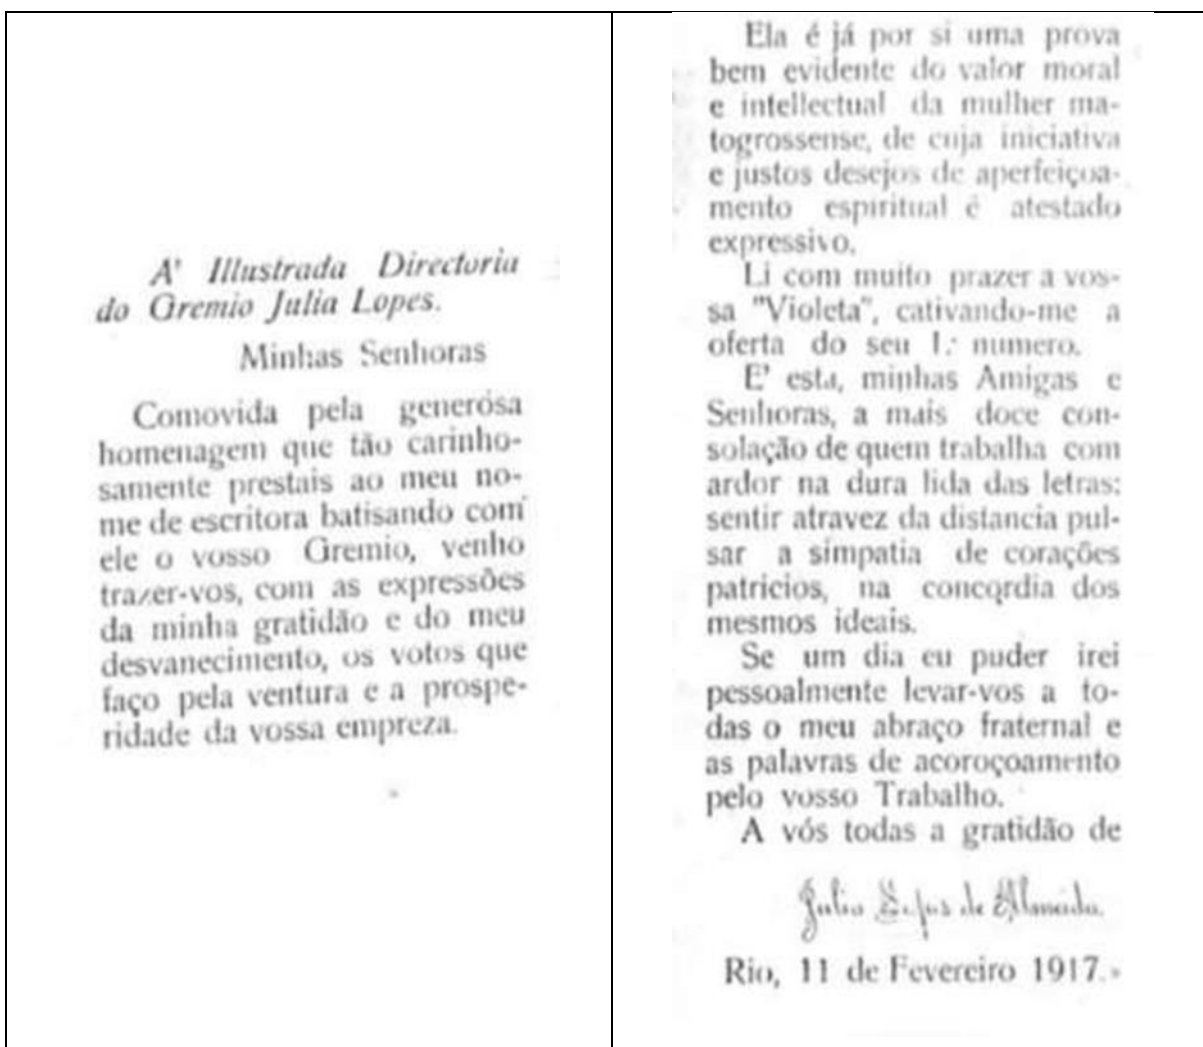 A' Illustrada Directoria
do Gremio Julia Lopes.
Minhas Senhoras
Comovida pela generósa
homenagem que tão carinho-
samente prestais ao meu no-
me de escritora batisando com
ele o vosso Gremio, venho
trazer-vos, com as expressões
da minha gratidão e do meu
desvanecimento, os votos que
faço pela ventura e a prospe-
ridade da vossa empreza.
Ela é já por si uma prova
bem evidente do valor moral
e intellectual da mulher ma-
togrossense, de cuja iniciativa
e justos desejos de aperfeiçoa-
mento espiritual é atestado
expressivo.
Li com muito prazer a vos-
sa "Violeta", cativando-me a
oferta do seu 1.º numero.
E' esta, minhas Amigas e
Senhoras, a mais doce con-
solação de quem trabalha com
ardor na dura lida das letras:
sentir atravez da distancia pul-
sar a simpatia de corações
patricios, na concordia dos
mesmos ideais.
Se um dia eu puder irei
pessoalmente levar-vos a to-
das o meu abraço fraternal e
as palavras de acoroçoamento
pelo vosso Trabalho.
A vós todas a gratidão de
Julia Lopes de Almeida.
Rio, 11 de Fevereiro 1917.